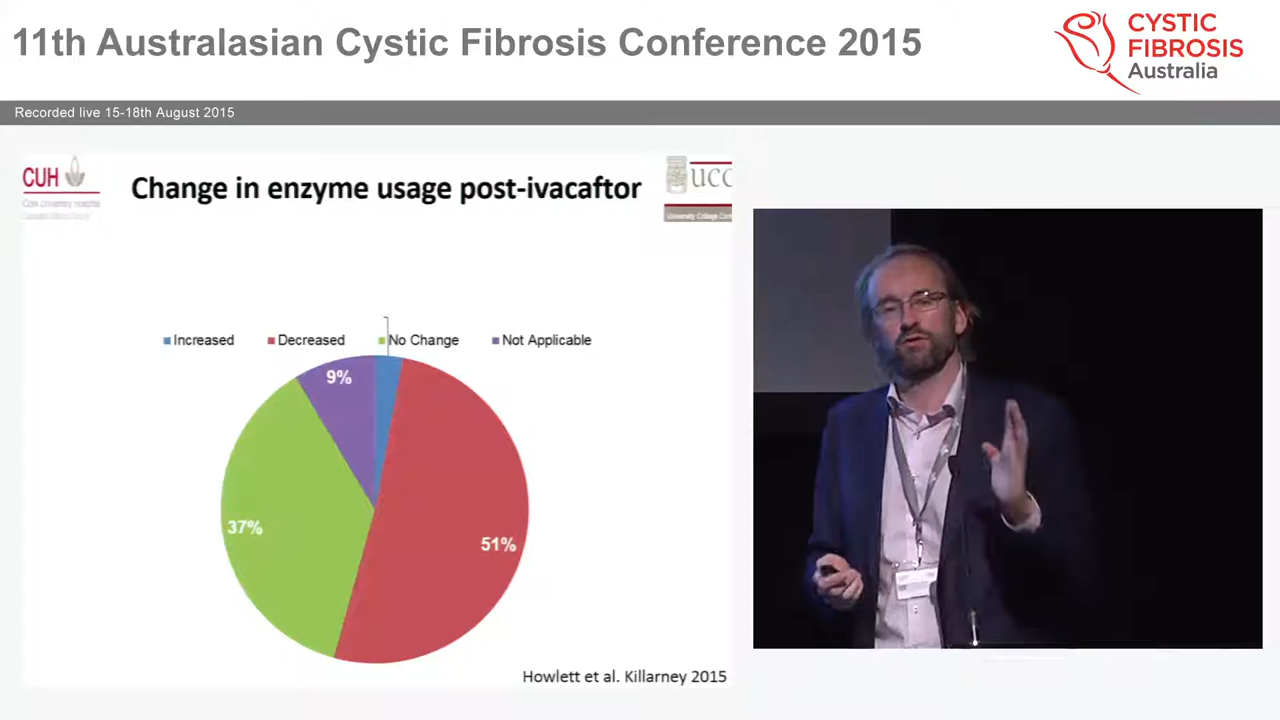 11th Australasian Cystic Fibrosis Conference 2015
CYSTIC
FIBROSIS
Australia
Recorded live 15-18th August 2015
CUH
Change in enzyme usage post-ivacaftor
UCC
Increased
Decreased
No Change
Not Applicable
9%
37%
51%
Howlett et al. Killarney 2015